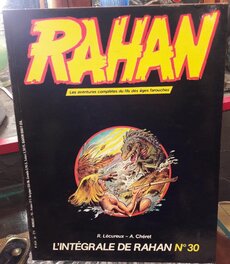 RAHAN
Les aventures complètes du fils des âges farouches
R. Lécureux - A. Chéret
L'INTÉGRALE DE RAHAN N° 30